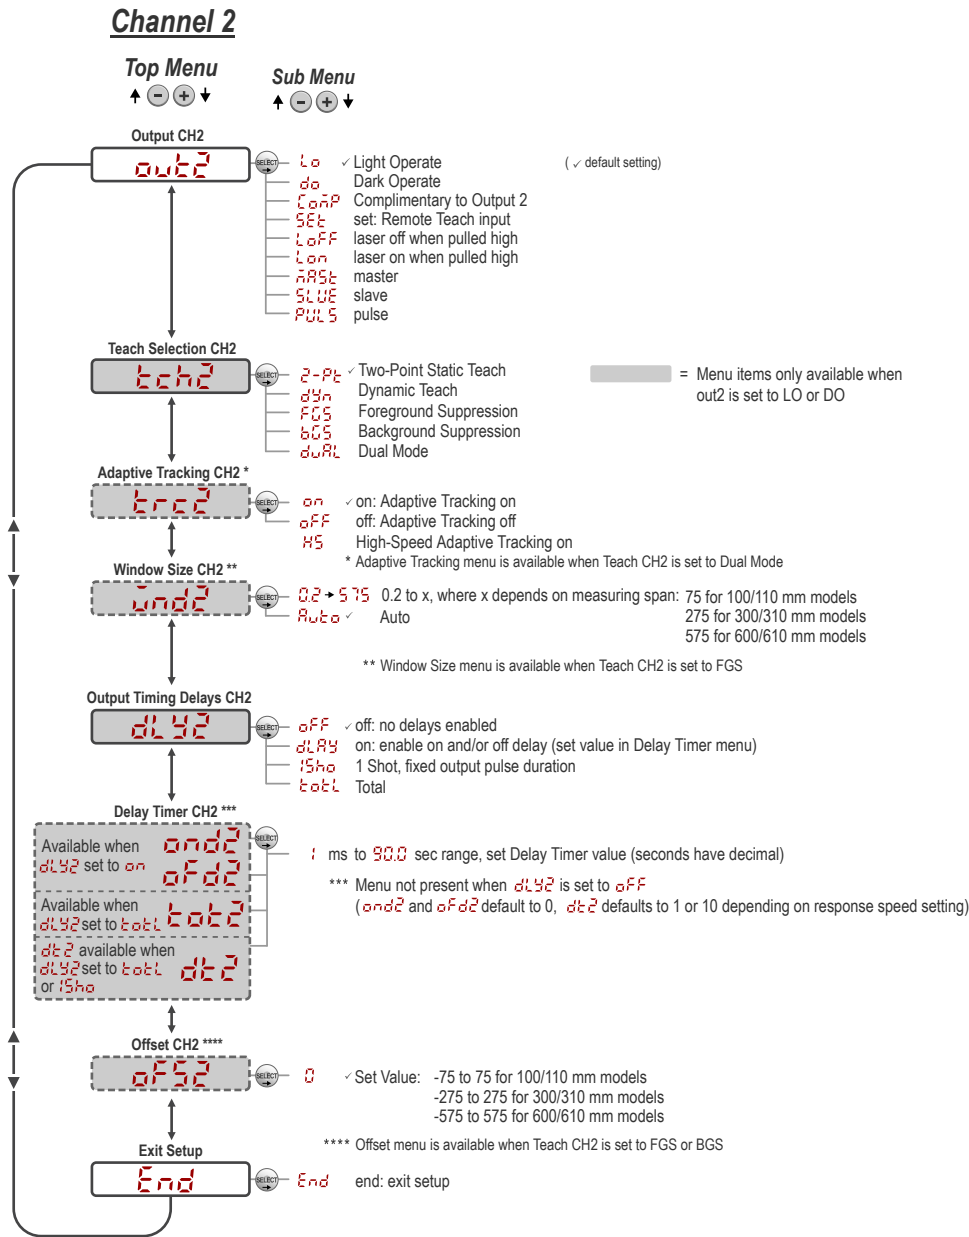 Channel 2
Top Menu
Sub Menu
- +
- +
Output CH2
out2
SELECT
Lo ✓ Light Operate
( ✓ default setting)
do Dark Operate
Comp Complimentary to Output 2
SEt set: Remote Teach input
LoFF laser off when pulled high
Lon laser on when pulled high
mASt master
SLVE slave
PULS pulse
Teach Selection CH2
tch2
SELECT
2-Pt ✓ Two-Point Static Teach
dYn Dynamic Teach
FGS Foreground Suppression
bGS Background Suppression
duAL Dual Mode
= Menu items only available when
out2 is set to LO or DO
Adaptive Tracking CH2 *
trc2
SELECT
on ✓ on: Adaptive Tracking on
oFF off: Adaptive Tracking off
HS High-Speed Adaptive Tracking on
* Adaptive Tracking menu is available when Teach CH2 is set to Dual Mode
Window Size CH2 **
wnd2
SELECT
0.2 → 575 0.2 to x, where x depends on measuring span: 75 for 100/110 mm models
Auto ✓ Auto
275 for 300/310 mm models
575 for 600/610 mm models
** Window Size menu is available when Teach CH2 is set to FGS
Output Timing Delays CH2
dLY2
SELECT
oFF ✓ off: no delays enabled
dLAY on: enable on and/or off delay (set value in Delay Timer menu)
1Sho 1 Shot, fixed output pulse duration
totL Total
Delay Timer CH2 ***
Available when
dLY2 set to on
ond2
oFd2
SELECT
1 ms to 90.0 sec range, set Delay Timer value (seconds have decimal)
*** Menu not present when dLY2 is set to oFF
(ond2 and oFd2 default to 0, dt2 defaults to 1 or 10 depending on response speed setting)
Available when
dLY2 set to totL
tot2
dt2 available when
dLY2 set to totL
or 1Sho
dt2
Offset CH2 ****
oFS2
SELECT
0 ✓ Set Value: -75 to 75 for 100/110 mm models
-275 to 275 for 300/310 mm models
-575 to 575 for 600/610 mm models
**** Offset menu is available when Teach CH2 is set to FGS or BGS
Exit Setup
End
SELECT
End end: exit setup